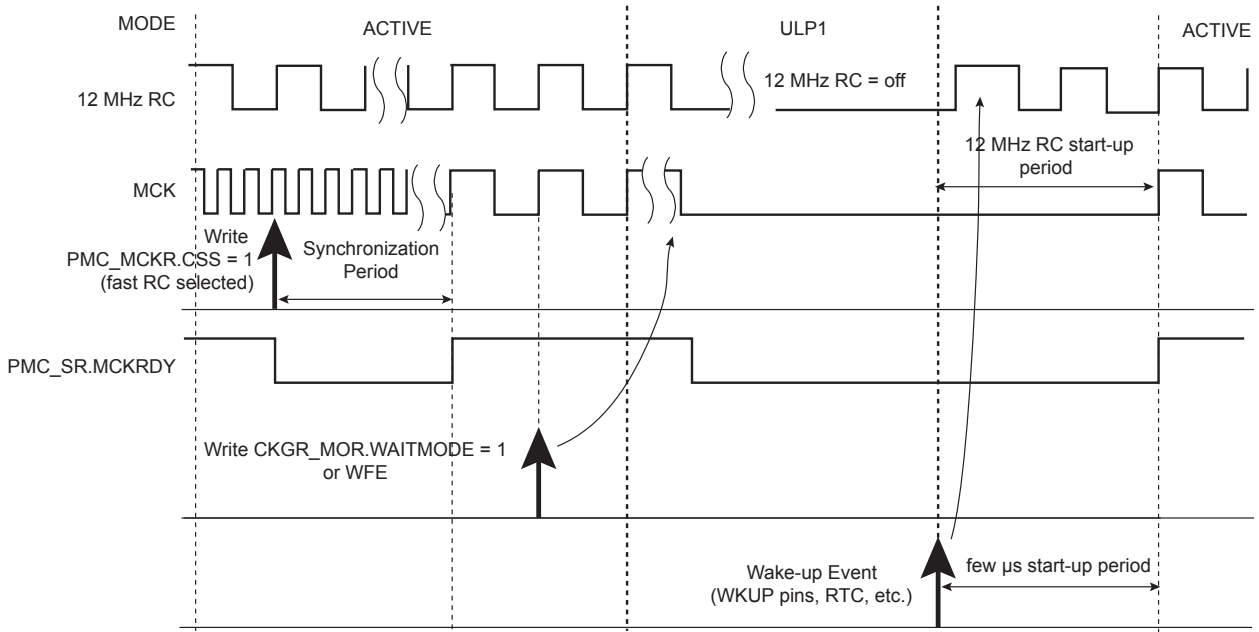 MODE
ACTIVE
ULP1
ACTIVE
12 MHz RC
12 MHz RC = off
12 MHz RC start-up
period
MCK
Write
PMC_MCKR.CSS = 1
(fast RC selected)
Synchronization
Period
PMC_SR.MCKRDY
Write CKGR_MOR.WAITMODE = 1
or WFE
Wake-up Event
(WKUP pins, RTC, etc.)
few µs start-up period